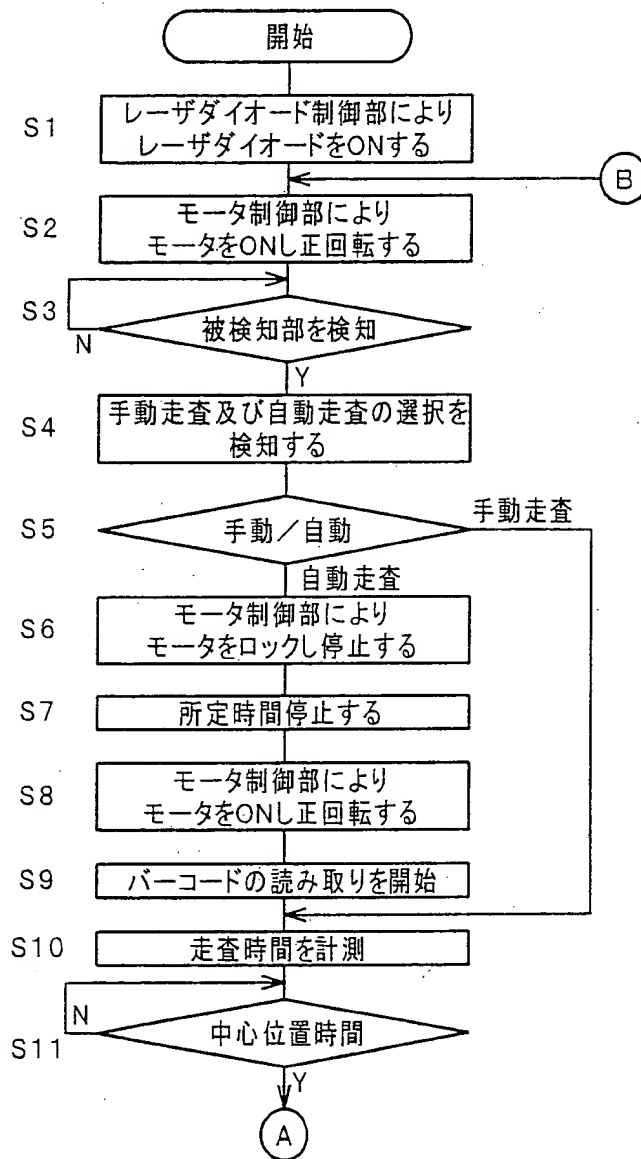 開始
S1
レーザダイオード制御部により
レーザダイオードをONする
B
S2
モータ制御部により
モータをONし正回転する
S3
被検知部を検知
N
Y
S4
手動走査及び自動走査の選択を
検知する
S5
手動／自動
手動走査
自動走査
S6
モータ制御部により
モータをロックし停止する
S7
所定時間停止する
S8
モータ制御部により
モータをONし正回転する
S9
バーコードの読み取りを開始
S10
走査時間を計測
N
S11
中心位置時間
Y
A